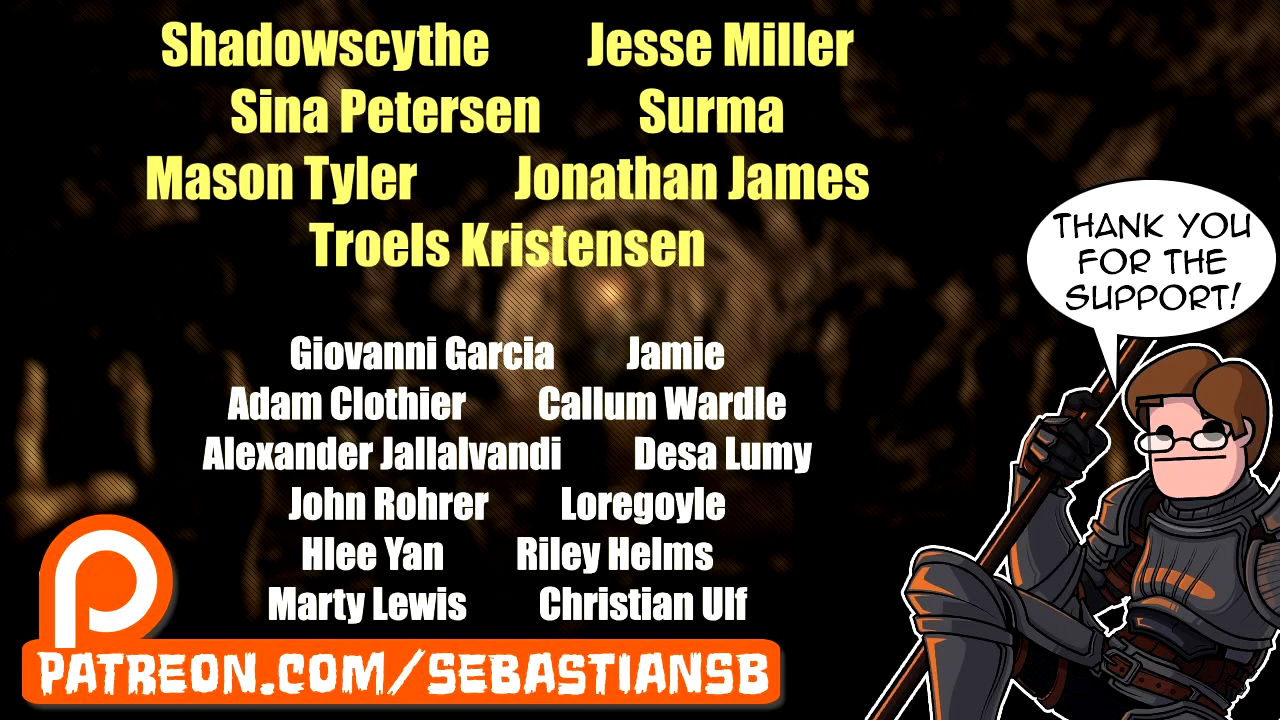 Shadowscythe Jesse Miller
Sina Petersen Surma
Mason Tyler Jonathan James
Troels Kristensen
Giovanni Garcia Jamie
Adam Clothier Callum Wardle
Alexander Jallalvandi Desa Lumy
John Rohrer Loregoyle
Hlee Yan Riley Helms
Marty Lewis Christian Ulf
PATREON.COM/SEBASTIANSB
THANK YOU
FOR THE
SUPPORT!